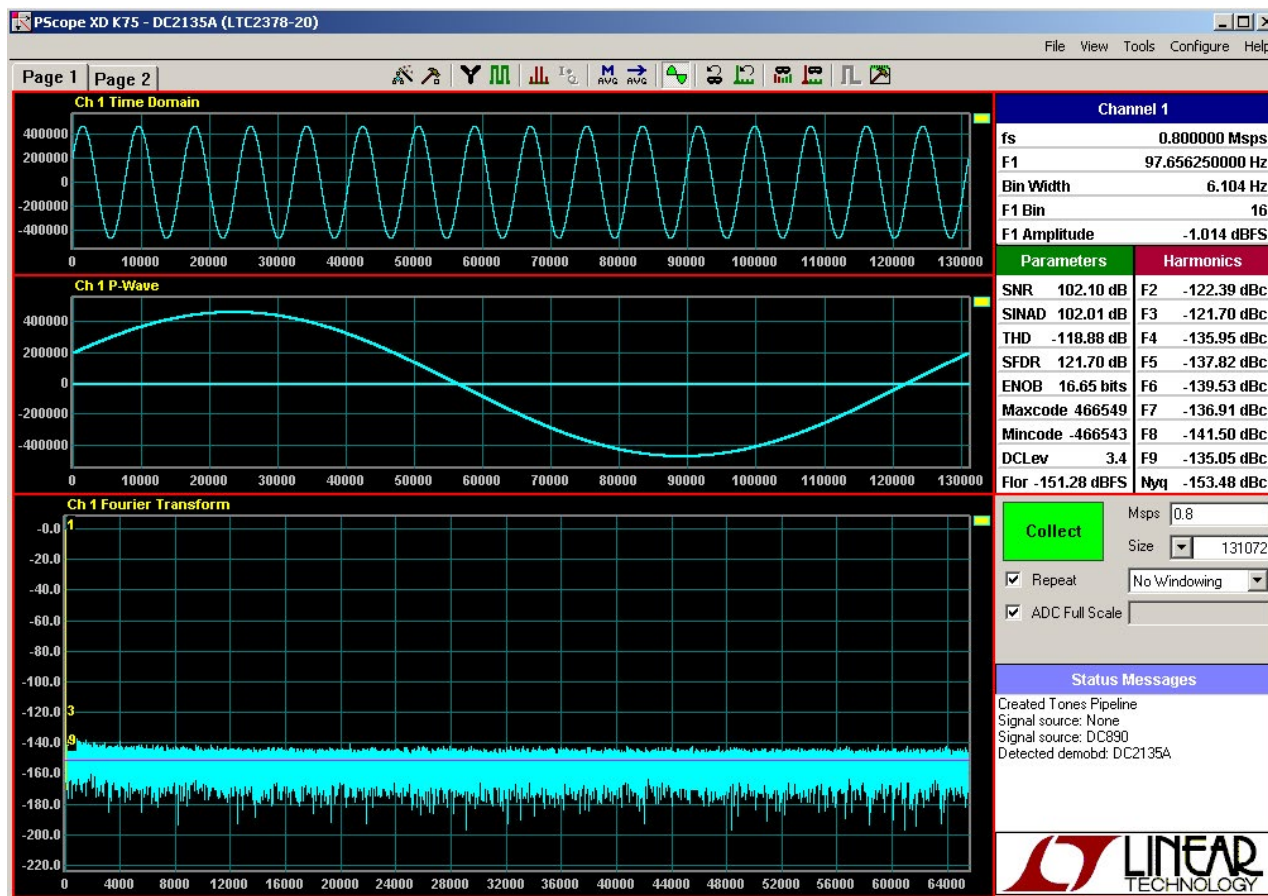 PScope XD K75 - DC2135A (LTC2378-20)
File View Tools Configure Help
Page 1 Page 2
M AVG AVG
Ch 1 Time Domain
400000
200000
0
-200000
-400000
0 10000 20000 30000 40000 50000 60000 70000 80000 90000 100000 110000 120000 130000
Ch 1 P-Wave
400000
200000
0
-200000
-400000
0 10000 20000 30000 40000 50000 60000 70000 80000 90000 100000 110000 120000 130000
Ch 1 Fourier Transform
-0.0
-20.0
-40.0
-60.0
-80.0
-100.0
-120.0
-140.0
-160.0
-180.0
-200.0
-220.0
1
3
9
0 4000 8000 12000 16000 20000 24000 28000 32000 36000 40000 44000 48000 52000 56000 60000 64000
Channel 1
fs 0.800000 Msps
F1 97.656250000 Hz
Bin Width 6.104 Hz
F1 Bin 16
F1 Amplitude -1.014 dBFS
Parameters Harmonics
SNR 102.10 dB F2 -122.39 dBc
SINAD 102.01 dB F3 -121.70 dBc
THD -118.88 dB F4 -135.95 dBc
SFDR 121.70 dB F5 -137.82 dBc
ENOB 16.65 bits F6 -139.53 dBc
Maxcode 466549 F7 -136.91 dBc
Mincode -466543 F8 -141.50 dBc
DCLev 3.4 F9 -135.05 dBc
Flor -151.28 dBFS Nyq -153.48 dBc
Collect
Msps 0.8
Size 131072
Repeat No Windowing
ADC Full Scale
Status Messages
Created Tones Pipeline
Signal source: None
Signal source: DC890
Detected demobd: DC2135A
LINEAR
TECHNOLOGY